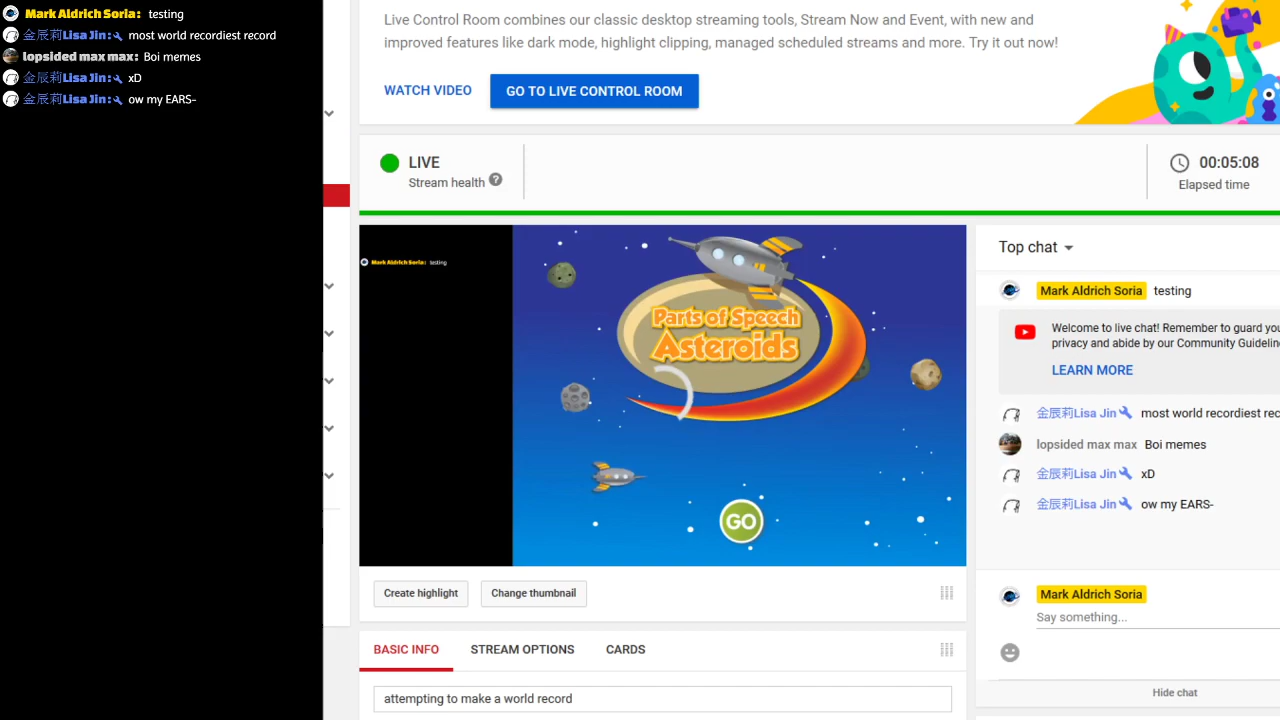 Mark Aldrich Soria: testing
金辰莉Lisa Jin: most world recordiest record
lopsided max max: Boi memes
金辰莉Lisa Jin: xD
金辰莉Lisa Jin: ow my EARS-
Live Control Room combines our classic desktop streaming tools, Stream Now and Event, with new and
improved features like dark mode, highlight clipping, managed scheduled streams and more. Try it out now!
WATCH VIDEO
GO TO LIVE CONTROL ROOM
LIVE
Stream health ?
00:05:08
Elapsed time
Mark Aldrich Soria: testing
Parts of Speech
Asteroids
GO
Top chat
Mark Aldrich Soria testing
Welcome to live chat! Remember to guard you
privacy and abide by our Community Guideline
LEARN MORE
金辰莉Lisa Jin most world recordiest rec
lopsided max max Boi memes
金辰莉Lisa Jin xD
金辰莉Lisa Jin ow my EARS-
Mark Aldrich Soria
Say something...
Hide chat
Create highlight
Change thumbnail
BASIC INFO
STREAM OPTIONS
CARDS
attempting to make a world record